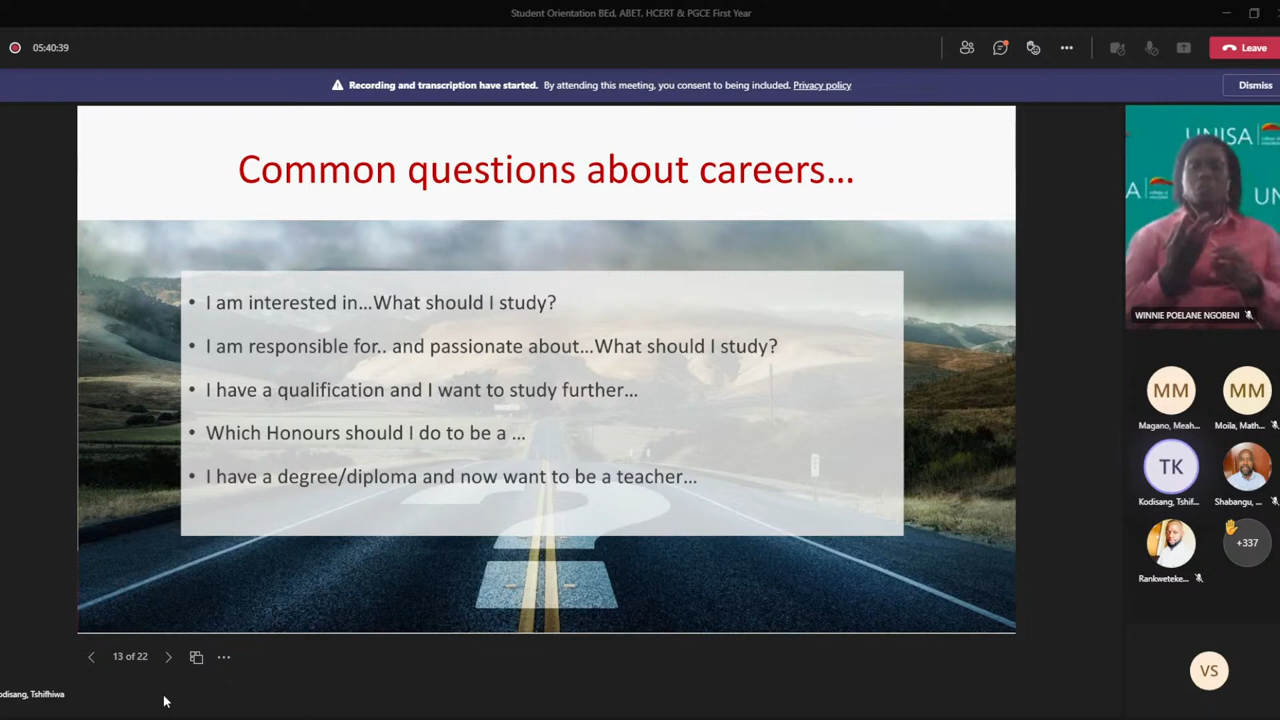 Student Orientation BEd, ABET, HCERT & PGCE First Year
05:40:39
Leave
Recording and transcription have started. By attending this meeting, you consent to being included. Privacy policy
Dismiss
Common questions about careers…
• I am interested in…What should I study?
• I am responsible for.. and passionate about…What should I study?
• I have a qualification and I want to study further…
• Which Honours should I do to be a …
• I have a degree/diploma and now want to be a teacher…
UNISA
WINNIE POELANE NGOBENI
MM
MM
Magano, Meah...
Moila, Math...
TK
Kodisang, Tshif...
Shabangu, ...
+337
Rankweteke...
VS
13 of 22
odisang, Tshifhiwa